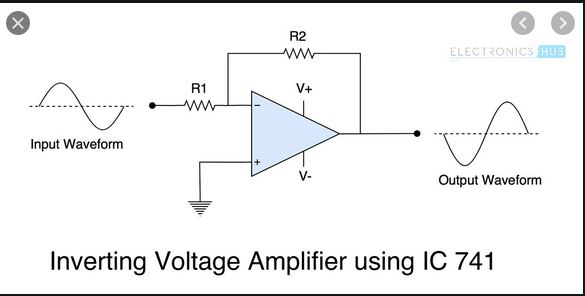 R2
ELECTRONICS HUB
R1
V+
-
Input Waveform
+
V-
Output Waveform
Inverting Voltage Amplifier using IC 741